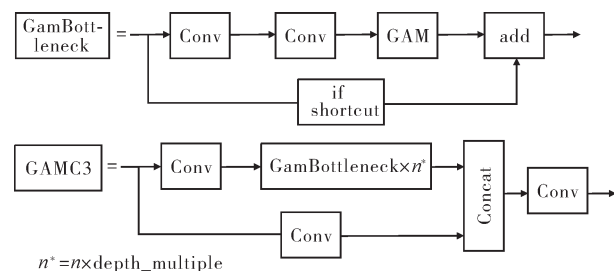 GamBott-
leneck
=
Conv
Conv
GAM
add
if
shortcut
GAMC3
=
Conv
GamBottleneck×n*
Concat
Conv
Conv
n*=n×depth_multiple